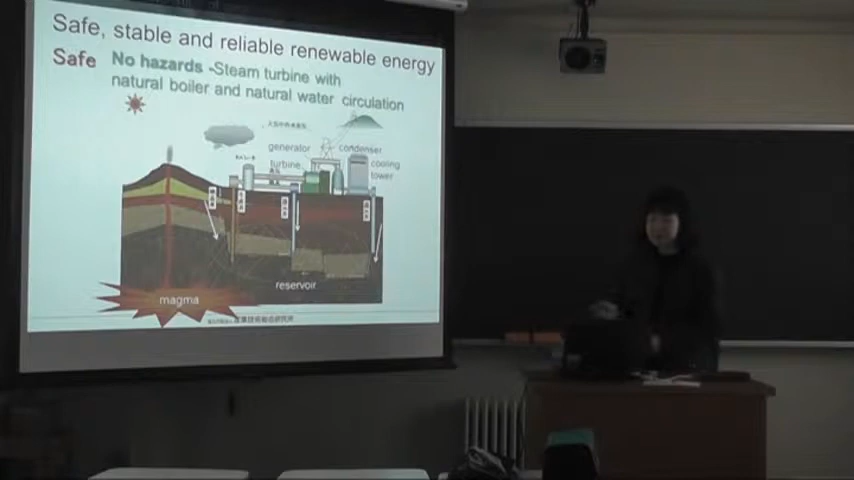 Safe, stable and reliable renewable energy
Safe No hazards -Steam turbine with
natural boiler and natural water circulation
generator
condenser
turbine
cooling
tower
reservoir
magma